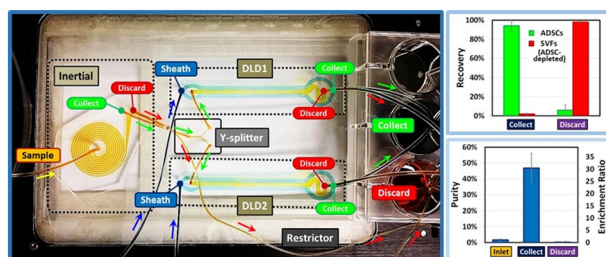 Inertial
Sheath
DLD1
Collect
Discard
Collect
Discard
Y-splitter
Collect
Sample
Discard
Discard
Sheath
DLD2
Collect
Restrictor
100%
80%
60%
40%
20%
0%
Recovery
ADSCs
SVFs
(ADSC-
depleted)
Collect
Discard
60%
50%
40%
30%
20%
10%
0%
Purity
35
30
25
20
15
10
5
0
Enrichment Ratio
Inlet
Collect
Discard